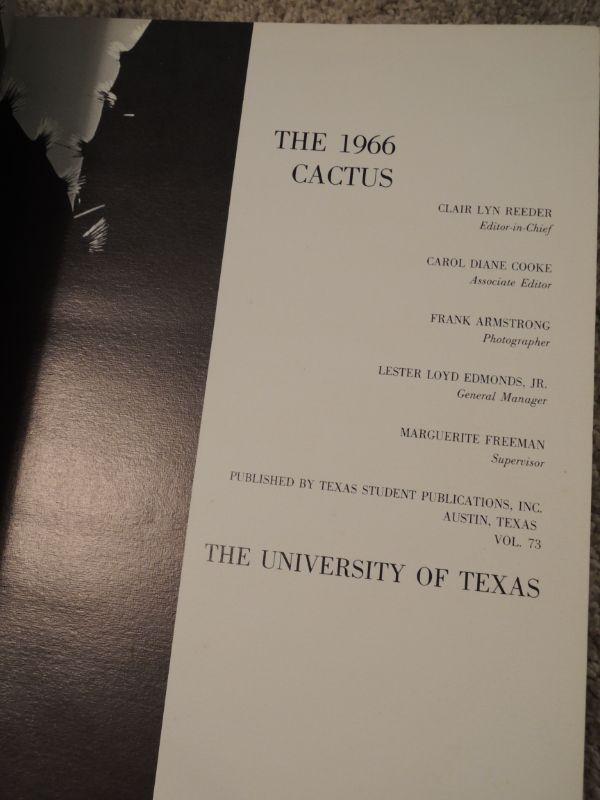 THE 1966
CACTUS
CLAIR LYN REEDER
Editor-in-Chief
CAROL DIANE COOKE
Associate Editor
FRANK ARMSTRONG
Photographer
LESTER LOYD EDMONDS, JR.
General Manager
MARGUERITE FREEMAN
Supervisor
PUBLISHED BY TEXAS STUDENT PUBLICATIONS, INC.
AUSTIN, TEXAS
VOL. 73
THE UNIVERSITY OF TEXAS